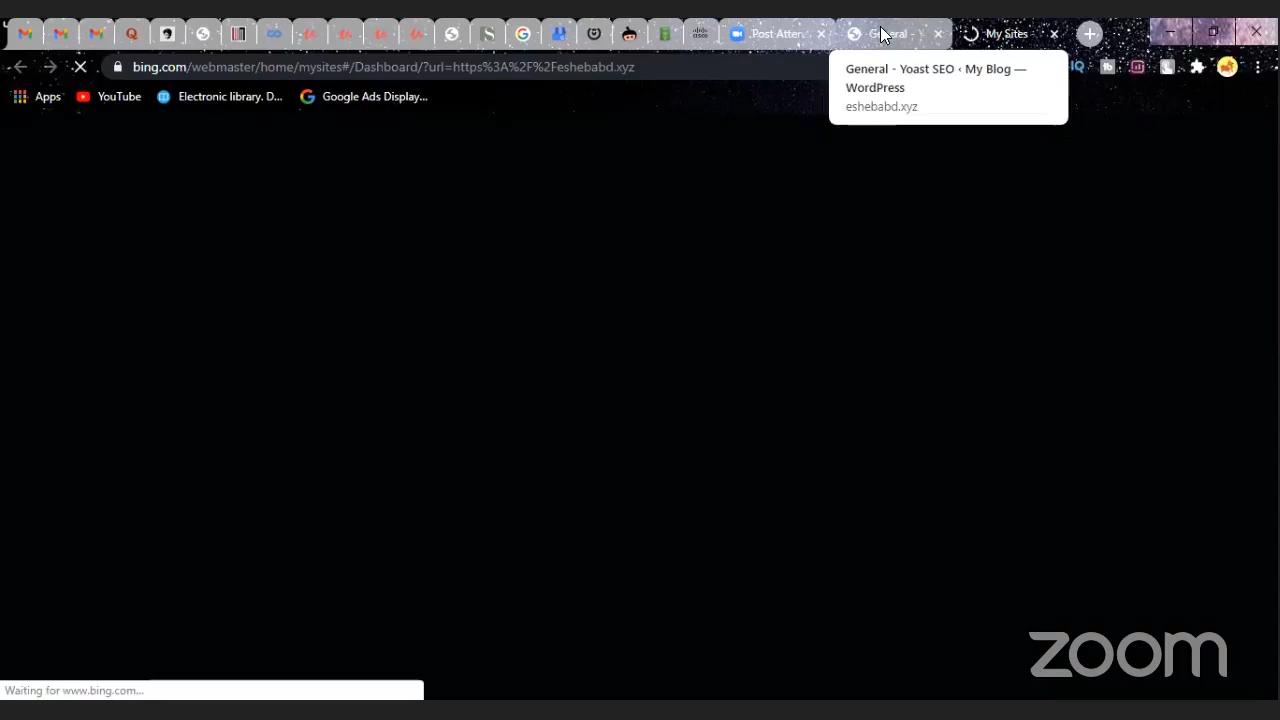 Post Atten
General -
My Sites
bing.com/webmaster/home/mysites#/Dashboard/?url=https%3A%2F%2Feshebabd.xyz
General - Yoast SEO ‹ My Blog —
WordPress
eshebabd.xyz
Apps
YouTube
Electronic library. D...
Google Ads Display...
zoom
Waiting for www.bing.com...